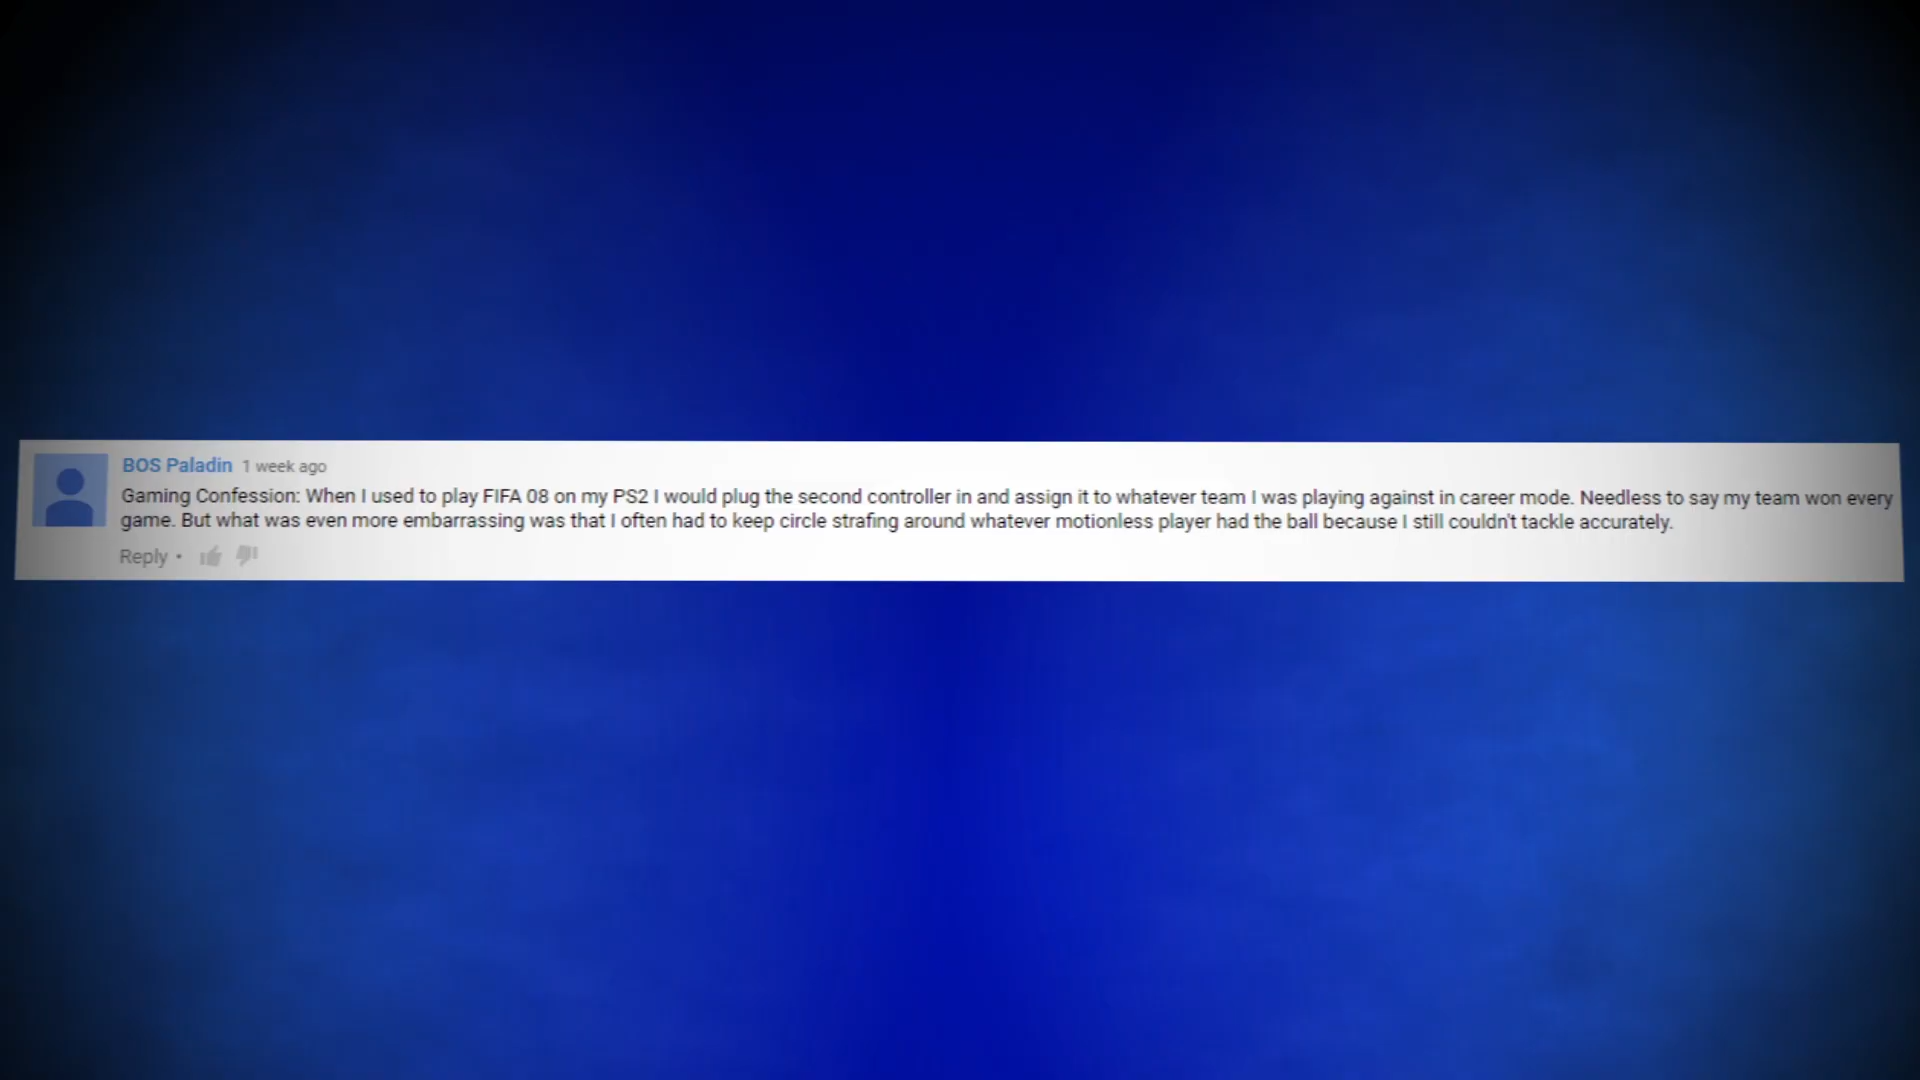 BOS Paladin 1 week ago
Gaming Confession: When I used to play FIFA 08 on my PS2 I would plug the second controller in and assign it to whatever team I was playing against in career mode. Needless to say my team won every
game. But what was even more embarrassing was that I often had to keep circle strafing around whatever motionless player had the ball because I still couldn't tackle accurately.
Reply •